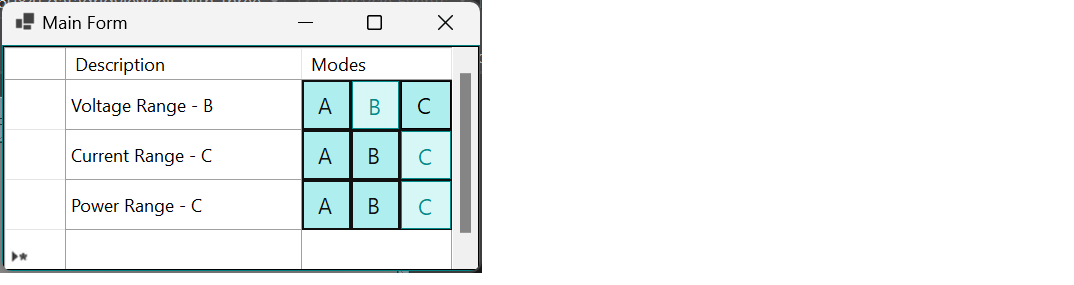 Main Form
Description Modes
Voltage Range - B A B C
Current Range - C A B C
Power Range - C A B C